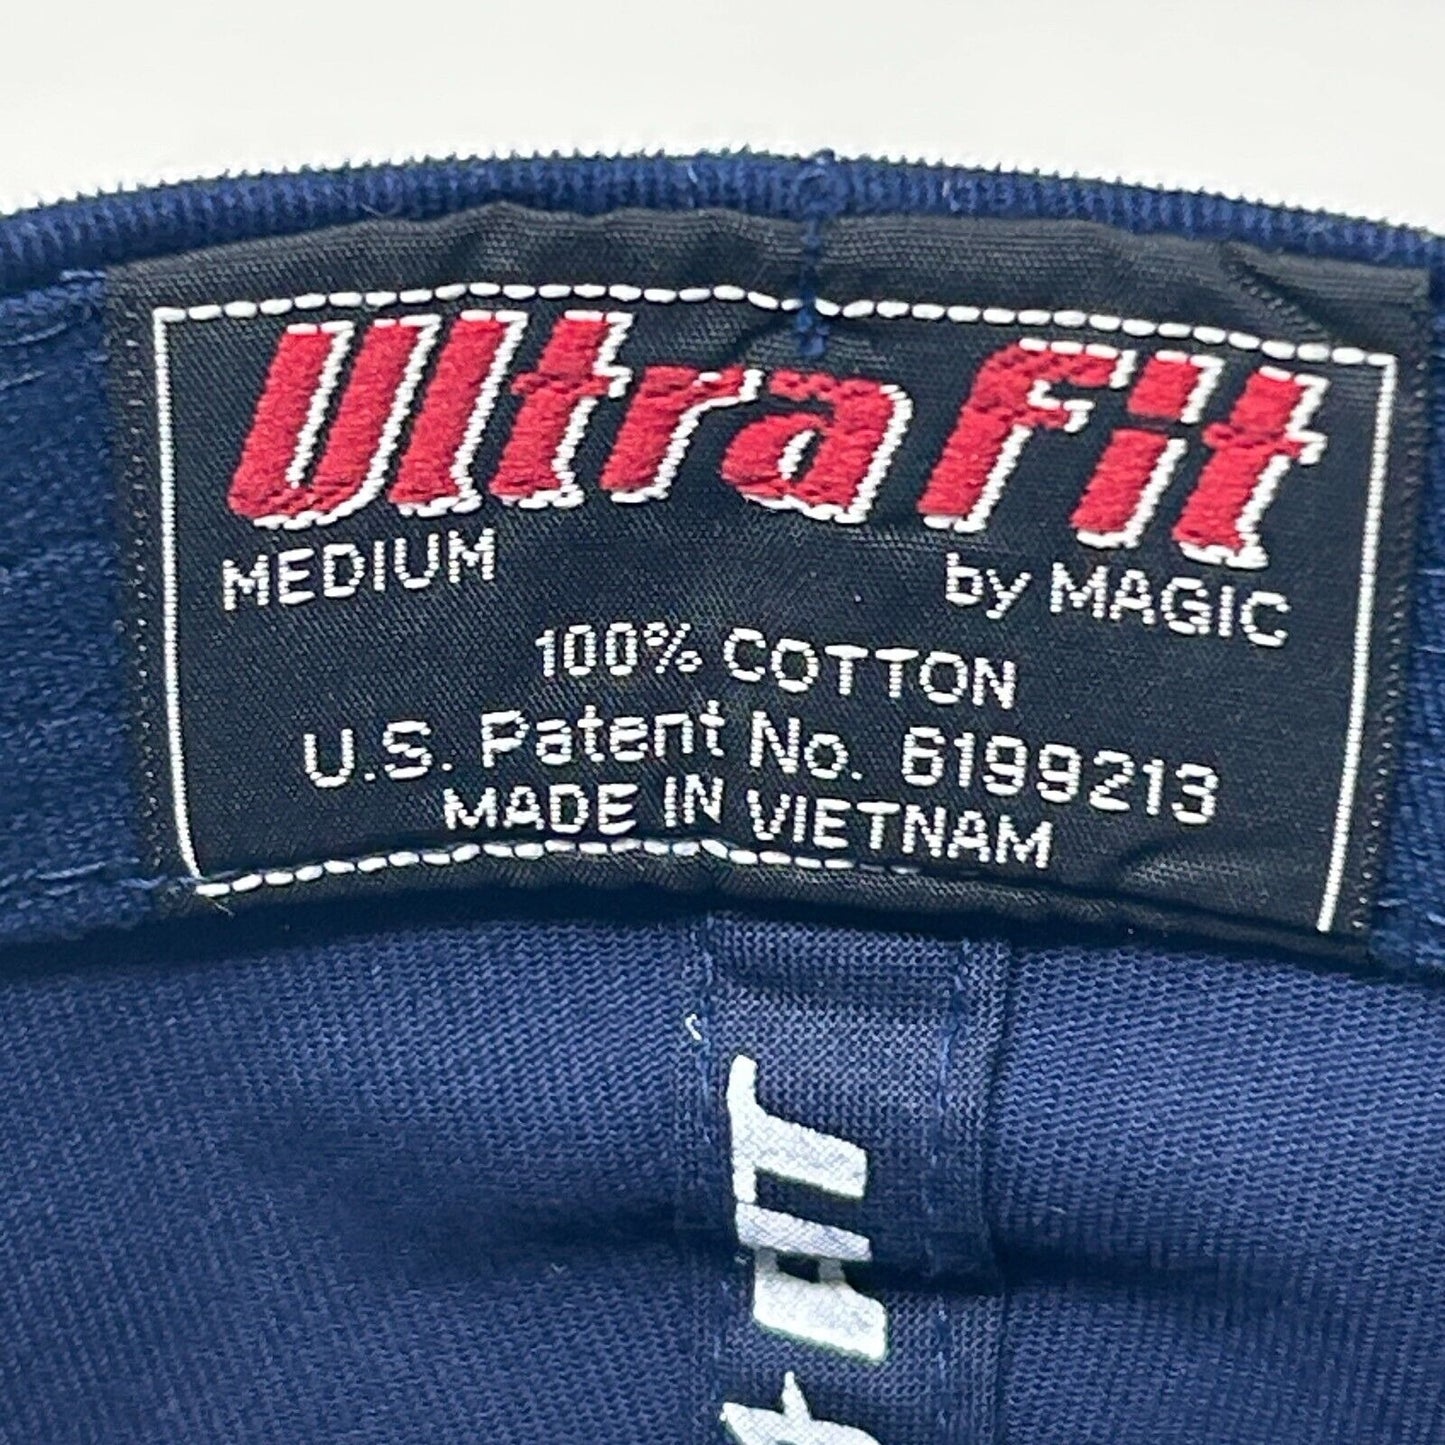 Ultra Fit
MEDIUM by MAGIC
100% COTTON
U.S. Patent No. 6199213
MADE IN VIETNAM